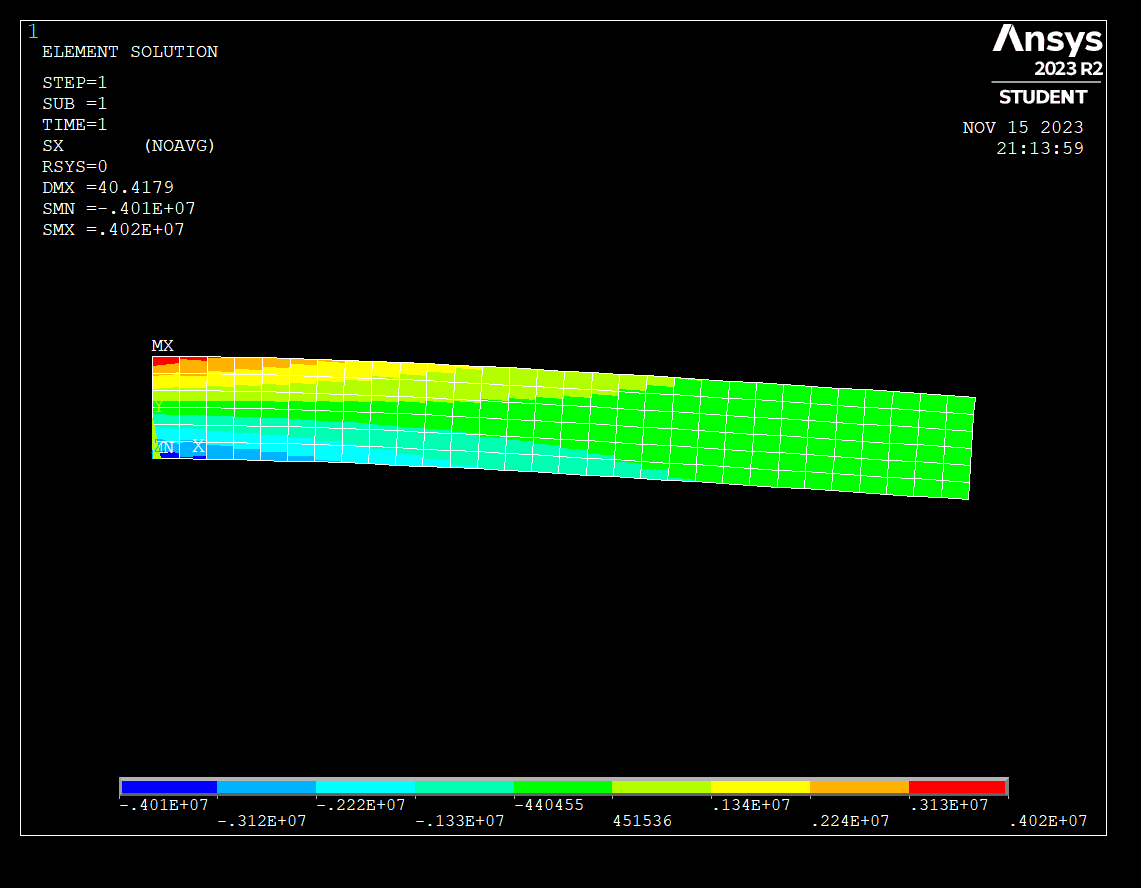 1
ELEMENT SOLUTION
STEP=1
SUB =1
TIME=1
SX (NOAVG)
RSYS=0
DMX =40.4179
SMN =-.401E+07
SMX =.402E+07
Ansys
2023 R2
STUDENT
NOV 15 2023
21:13:59
MX
Y
X
-.401E+07 -.222E+07 -440455 .134E+07 .313E+07
-.312E+07 -.133E+07 451536 .224E+07 .402E+07